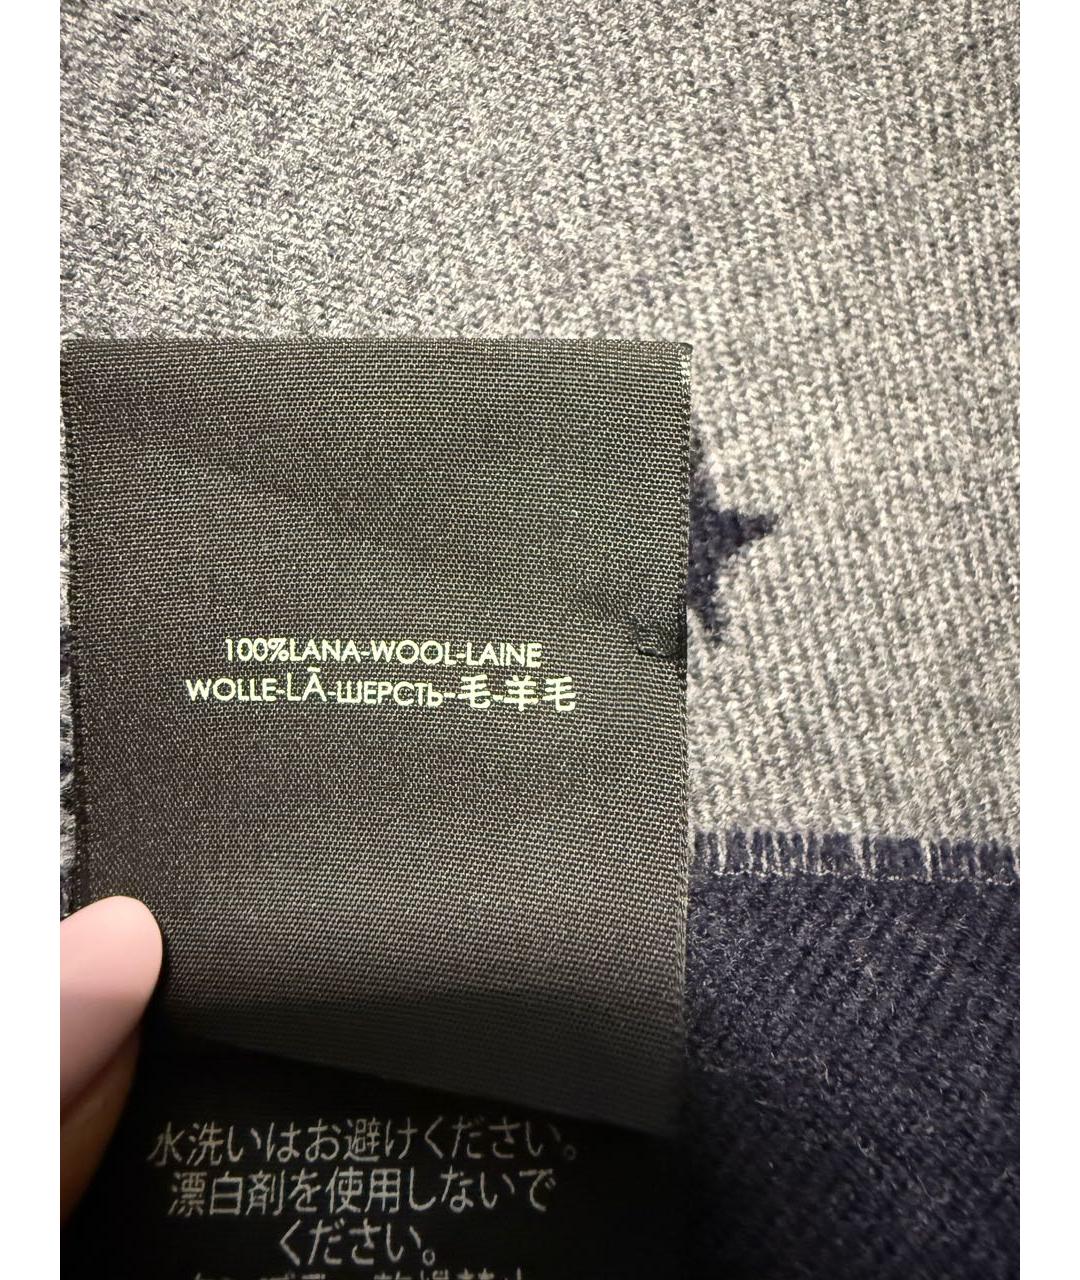 100%LANA-WOOL-LAINE
WOLLE-LÃ-ШЕРСТЬ-毛-羊毛
水洗いはお避けください。
漂白剤を使用しないで
ください。